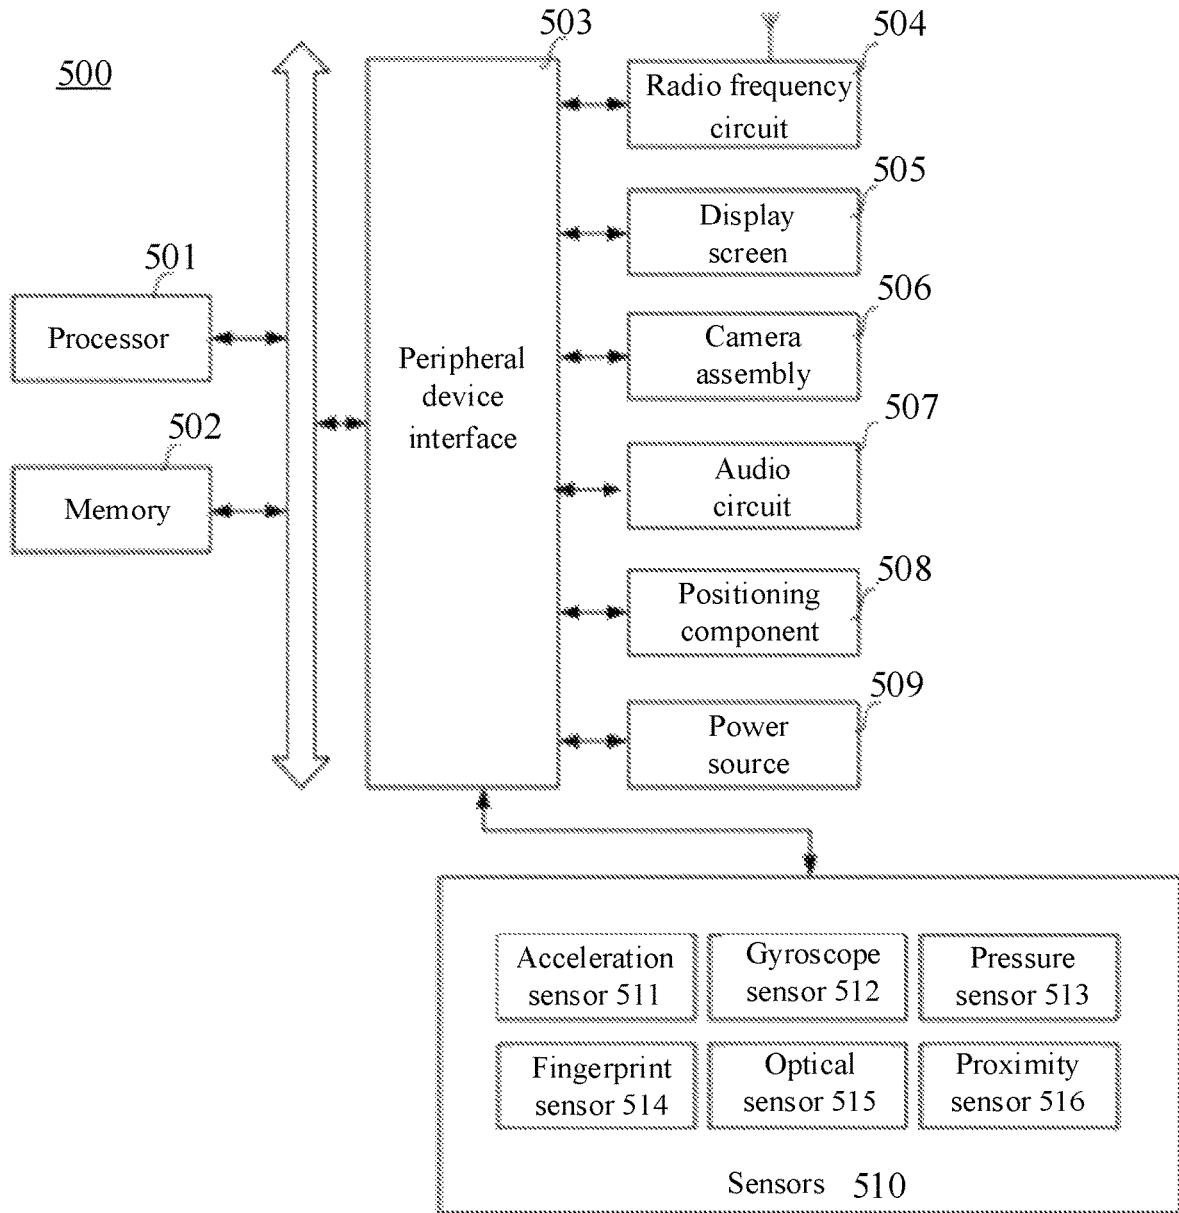 500
503
504
Radio frequency
circuit
505
Display
screen
501
Processor
506
Camera
assembly
Peripheral
device
interface
502
Memory
507
Audio
circuit
508
Positioning
component
509
Power
source
Acceleration
sensor 511
Gyroscope
sensor 512
Pressure
sensor 513
Fingerprint
sensor 514
Optical
sensor 515
Proximity
sensor 516
Sensors 510